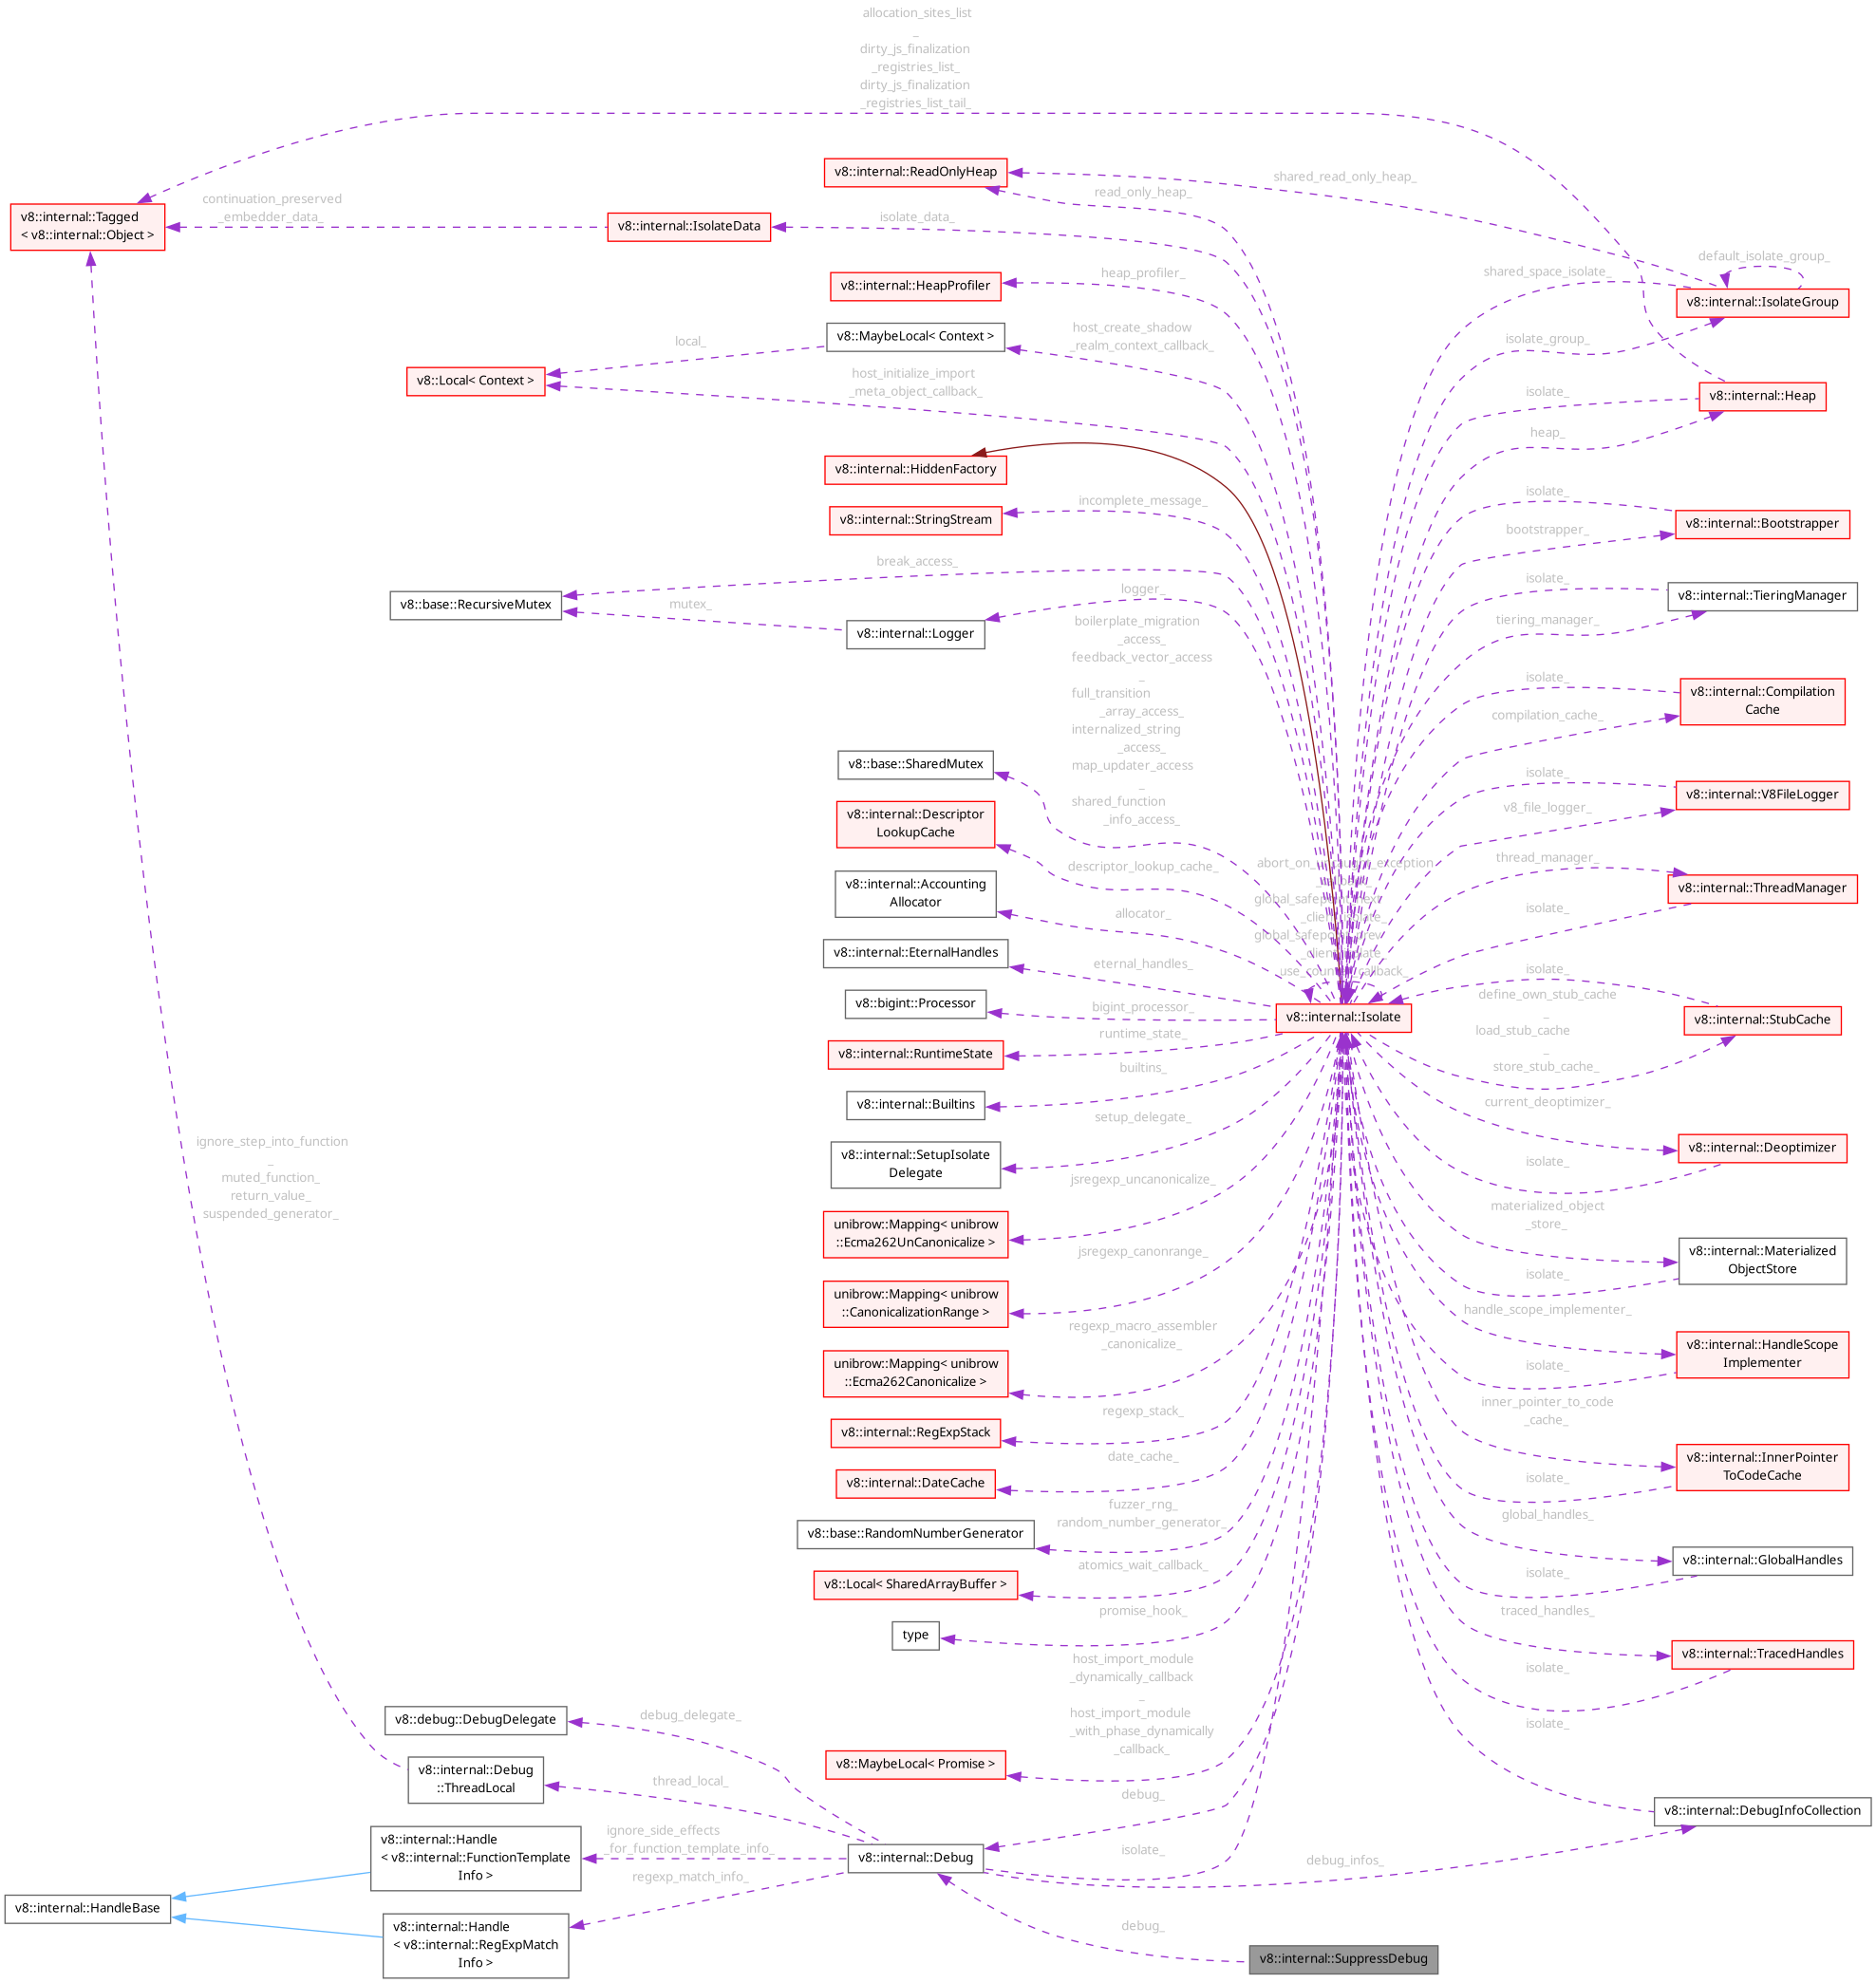 allocation_sites_list
_
dirty_js_finalization
_registries_list_
dirty_js_finalization
_registries_list_tail_
v8::internal::ReadOnlyHeap
shared_read_only_heap_
read_only_heap_
continuation_preserved
_embedder_data_
v8::internal::Tagged
< v8::internal::Object >
v8::internal::IsolateData
isolate_data_
default_isolate_group_
shared_space_isolate_
heap_profiler_
v8::internal::HeapProfiler
v8::internal::IsolateGroup
host_create_shadow
_realm_context_callback_
v8::MaybeLocal< Context >
local_
isolate_group_
v8::Local< Context >
host_initialize_import
_meta_object_callback_
isolate_
v8::internal::Heap
heap_
v8::internal::HiddenFactory
incomplete_message_
v8::internal::StringStream
isolate_
v8::internal::Bootstrapper
bootstrapper_
break_access_
v8::base::RecursiveMutex
mutex_
logger_
v8::internal::Logger
isolate_
v8::internal::TieringManager
tiering_manager_
boilerplate_migration
_access_
feedback_vector_access
_
full_transition
_array_access_
internalized_string
_access_
map_updater_access
_
shared_function
_info_access_
isolate_
v8::internal::Compilation
Cache
compilation_cache_
v8::base::SharedMutex
isolate_
v8::internal::V8FileLogger
v8_file_logger_
v8::internal::Descriptor
LookupCache
descriptor_lookup_cache_
thread_manager_
v8::internal::ThreadManager
isolate_
v8::internal::Accounting
Allocator
allocator_
v8::internal::EternalHandles
eternal_handles_
v8::bigint::Processor
bigint_processor_
v8::internal::Isolate
isolate_
define_own_stub_cache
_
load_stub_cache
_
store_stub_cache_
v8::internal::StubCache
v8::internal::RuntimeState
runtime_state_
v8::internal::Builtins
builtins_
current_deoptimizer_
v8::internal::Deoptimizer
isolate_
setup_delegate_
v8::internal::SetupIsolate
Delegate
ignore_step_into_function
_
muted_function_
return_value_
suspended_generator_
jsregexp_uncanonicalize_
unibrow::Mapping< unibrow
::Ecma262UnCanonicalize >
materialized_object
_store_
v8::internal::Materialized
ObjectStore
isolate_
jsregexp_canonrange_
unibrow::Mapping< unibrow
::CanonicalizationRange >
handle_scope_implementer_
v8::internal::HandleScope
Implementer
isolate_
regexp_macro_assembler
_canonicalize_
unibrow::Mapping< unibrow
::Ecma262Canonicalize >
regexp_stack_
v8::internal::RegExpStack
inner_pointer_to_code
_cache_
v8::internal::InnerPointer
ToCodeCache
isolate_
date_cache_
v8::internal::DateCache
fuzzer_rng_
random_number_generator_
v8::base::RandomNumberGenerator
global_handles_
v8::internal::GlobalHandles
isolate_
atomics_wait_callback_
v8::Local< SharedArrayBuffer >
promise_hook_
type
traced_handles_
v8::internal::TracedHandles
isolate_
host_import_module
_dynamically_callback
_
host_import_module
_with_phase_dynamically
_callback_
v8::MaybeLocal< Promise >
isolate_
v8::debug::DebugDelegate
debug_delegate_
v8::internal::Debug
::ThreadLocal
thread_local_
debug_
v8::internal::DebugInfoCollection
v8::internal::Handle
< v8::internal::FunctionTemplate
Info >
ignore_side_effects
_for_function_template_info_
v8::internal::Debug
isolate_
debug_infos_
regexp_match_info_
v8::internal::HandleBase
v8::internal::Handle
< v8::internal::RegExpMatch
Info >
debug_
v8::internal::SuppressDebug